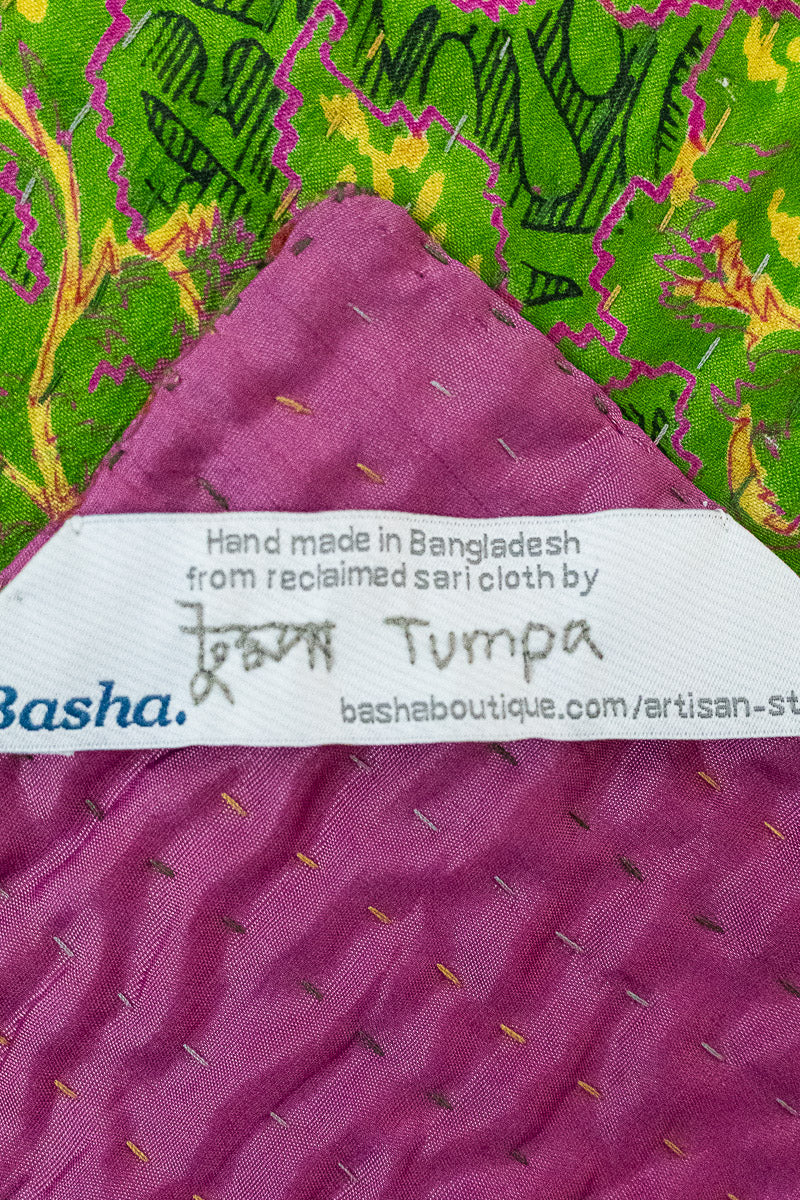 Hand made in Bangladesh
from reclaimed sari cloth by
টুম্পা Tumpa
Basha. bashaboutique.com/artisan-st